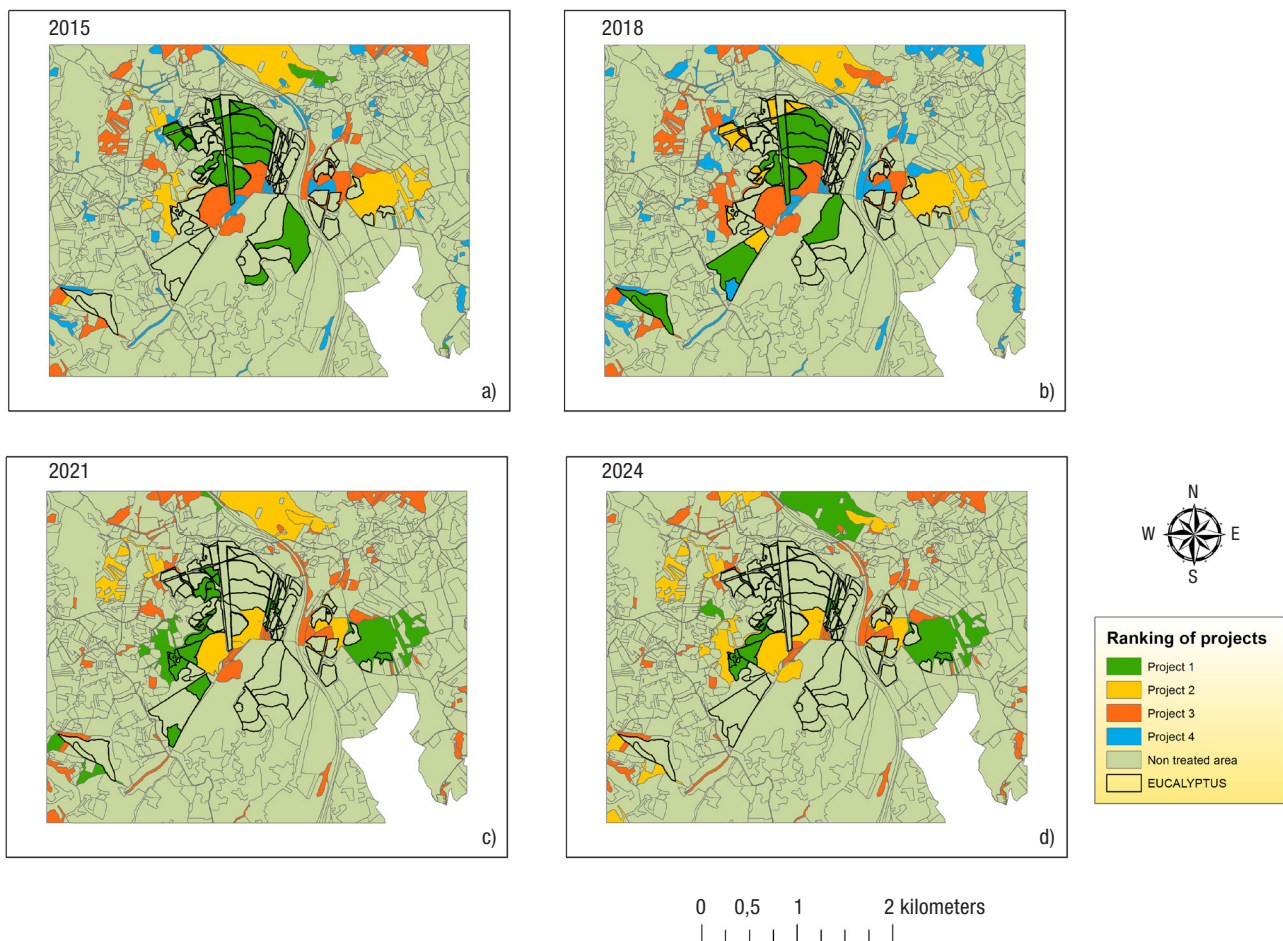 2015
a)
2018
b)
2021
c)
2024
d)
N
W E
S
Ranking of projects
Project 1
Project 2
Project 3
Project 4
Non treated area
EUCALYPTUS
0 0,5 1 2 kilometers